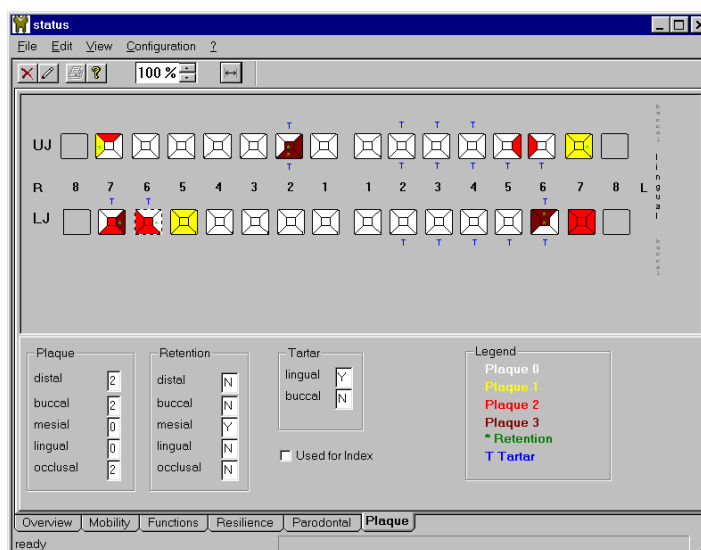 status
File Edit View Configuration ?
100 %
buccal
T T T T
UJ
lingual
T T T T T
R 8 7 6 5 4 3 2 1 1 2 3 4 5 6 7 8 L
T T T
LJ
buccal
T T T T T
Plaque
distal 2
buccal 2
mesial 0
lingual 0
occlusal 2
Retention
distal N
buccal N
mesial Y
lingual N
occlusal N
Tartar
lingual Y
buccal N
Used for Index
Legend
Plaque 0
Plaque 1
Plaque 2
Plaque 3
* Retention
T Tartar
Overview Mobility Functions Resilience Parodontal Plaque
ready